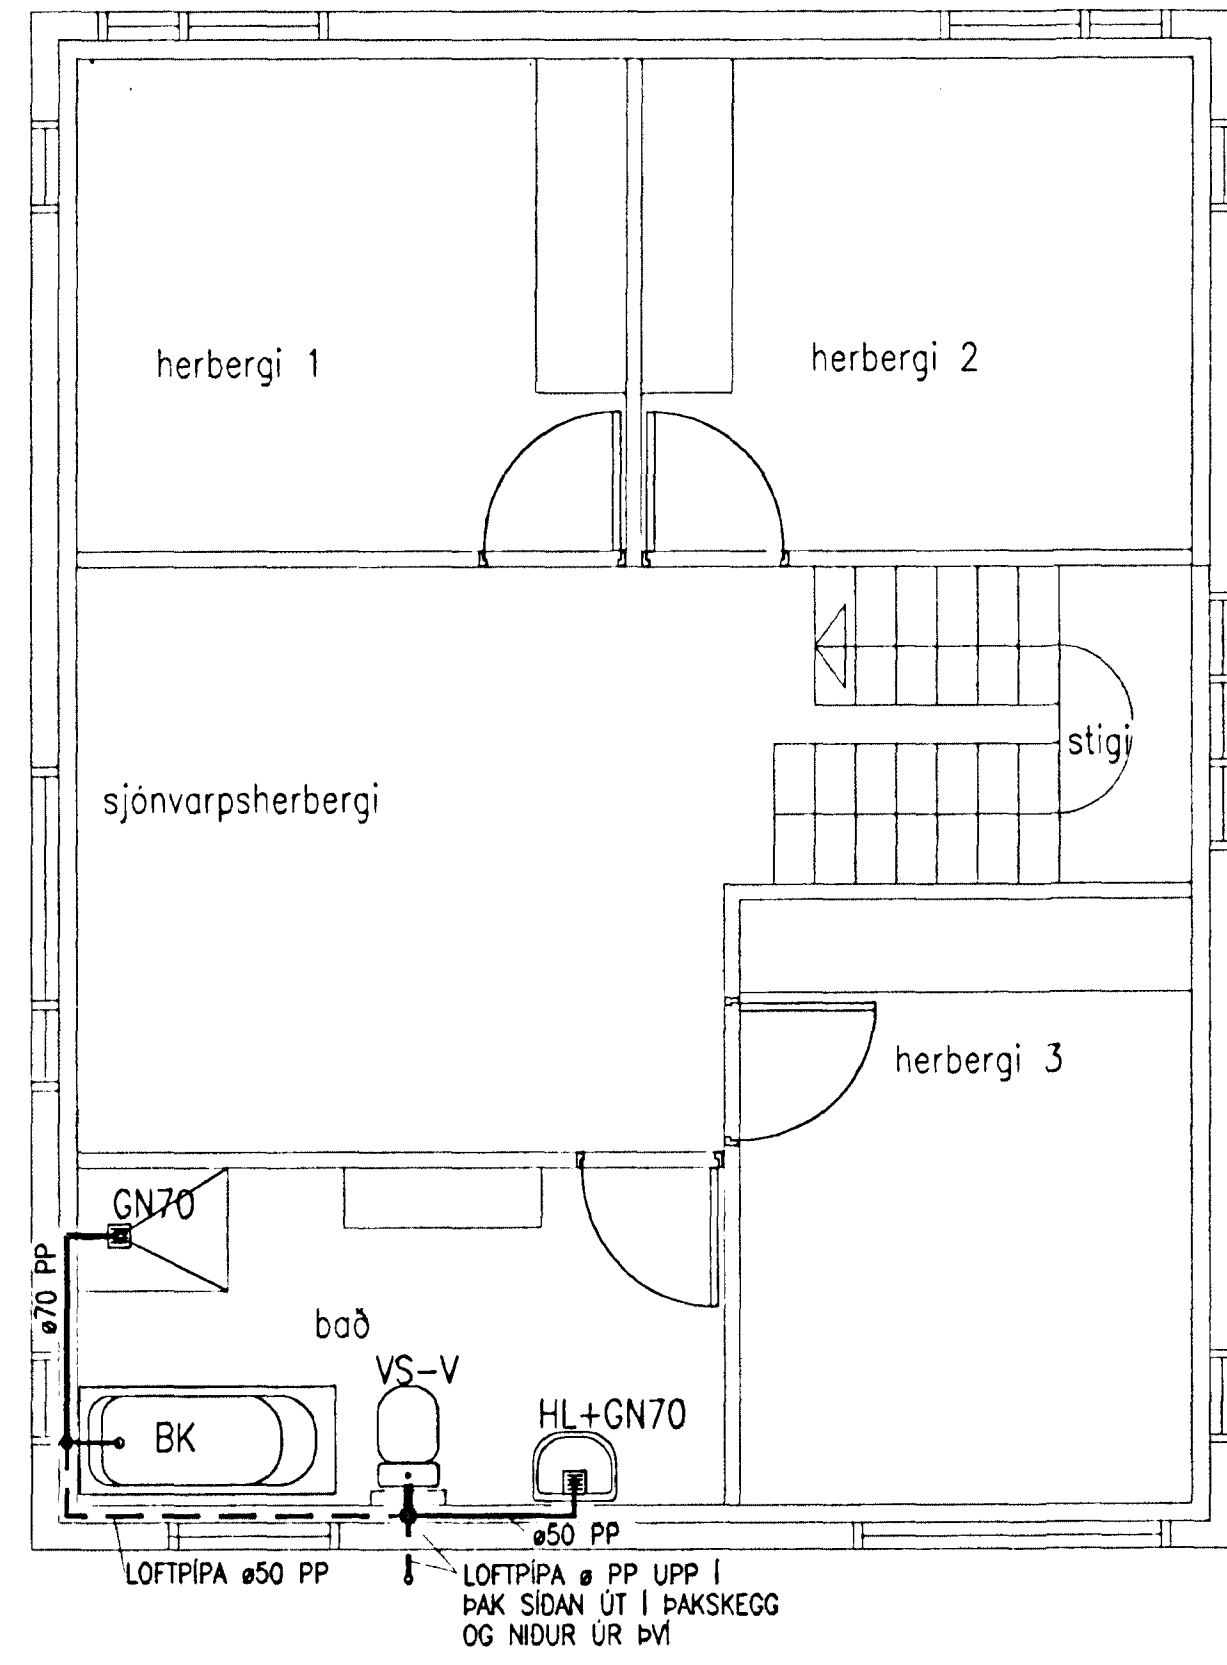 herbergi 1
herbergi 2
stigi
sjónvarpsherbergi
herbergi 3
GN70
ø70 PP
bað
VS-V
HL+GN70
BK
ø50 PP
LOFTPÍPA ø50 PP
LOFTPÍPA ø PP UPP Í
ÞAK SÍÐAN ÚT Í ÞAKSKEGG
OG NIÐUR ÚR ÞVÍ